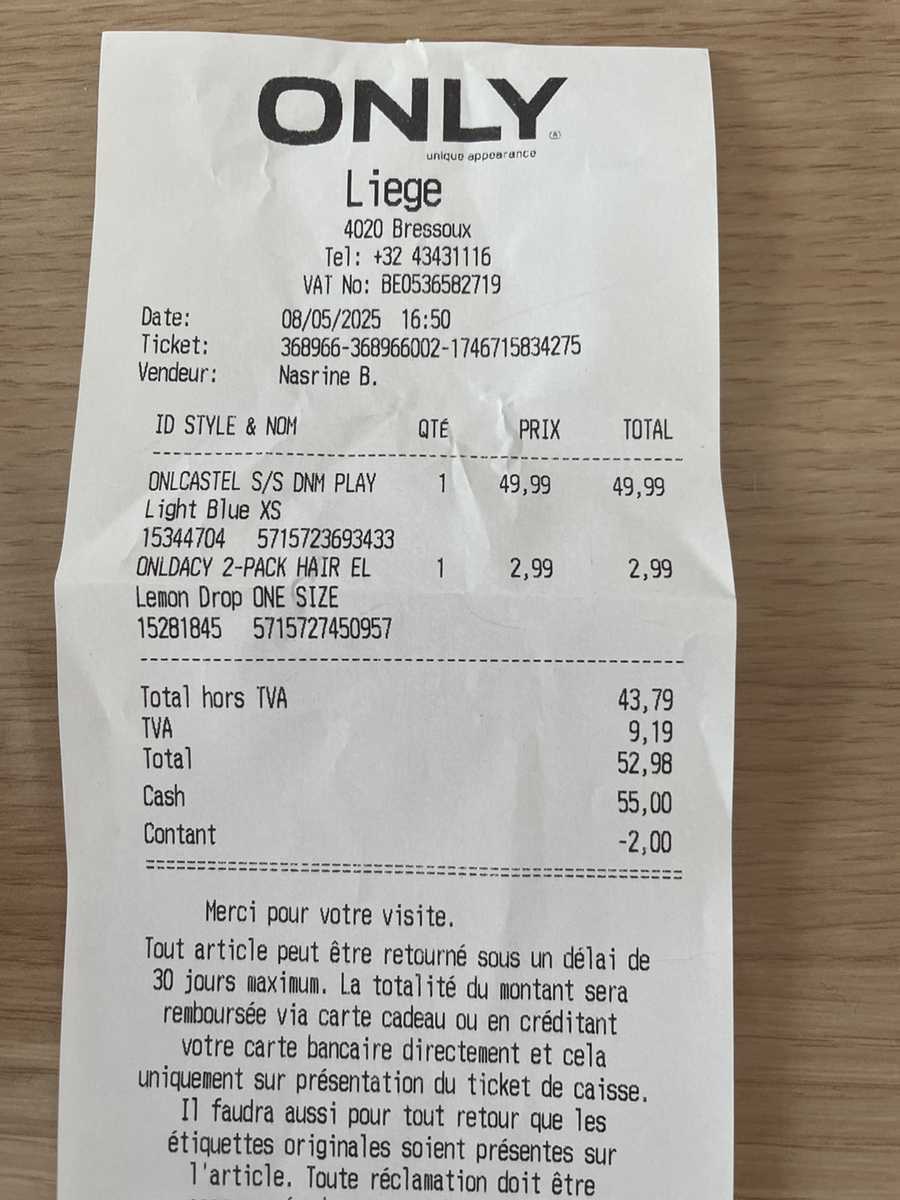 ONLY
unique appearance
Liege
4020 Bressoux
Tel: +32 43431116
VAT No: BE0536582719
Date: 08/05/2025 16:50
Ticket: 368966-368966002-1746715834275
Vendeur: Nasrine B.
ID STYLE & NOM QTÉ PRIX TOTAL
ONLCASTEL S/S DNM PLAY 1 49,99 49,99
Light Blue XS
15344704 5715723693433
ONLDACY 2-PACK HAIR EL 1 2,99 2,99
Lemon Drop ONE SIZE
15281845 5715727450957
Total hors TVA 43,79
TVA 9,19
Total 52,98
Cash 55,00
Contant -2,00
Merci pour votre visite.
Tout article peut être retourné sous un délai de
30 jours maximum. La totalité du montant sera
remboursée via carte cadeau ou en créditant
votre carte bancaire directement et cela
uniquement sur présentation du ticket de caisse.
Il faudra aussi pour tout retour que les
étiquettes originales soient présentes sur
l'article. Toute réclamation doit être